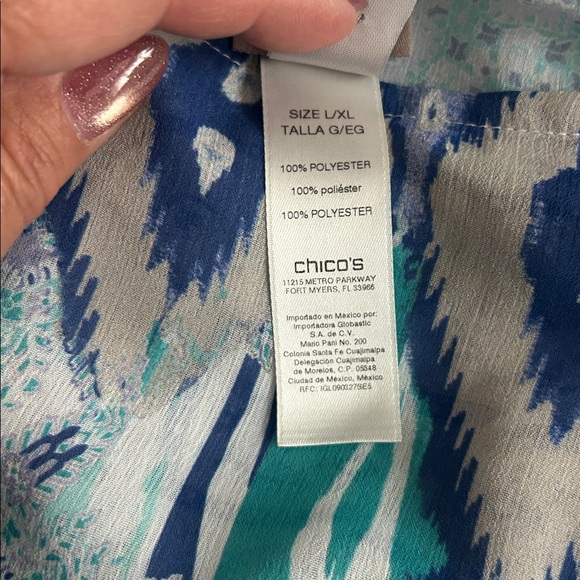 SIZE L/XL
TALLA G/EG
100% POLYESTER
100% poliéster
100% POLYESTER
chico's
11215 METRO PARKWAY
FORT MYERS, FL 33966
Importado en México por:
Importadora Globastic
S.A. de C.V.
Mario Pani No. 200
Colonia Santa Fe Cuajimalpa
Delegación Cuajimalpa
de Morelos, C.P. 05348
Ciudad de México, México
RFC: IGL090327SE5